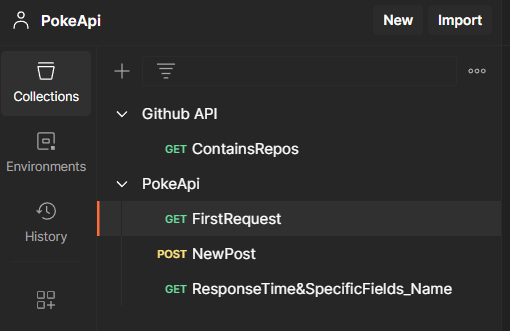 PokeApi New Import
Collections
Github API
GET ContainsRepos
Environments
PokeApi
GET FirstRequest
History
POST NewPost
GET ResponseTime&SpecificFields_Name